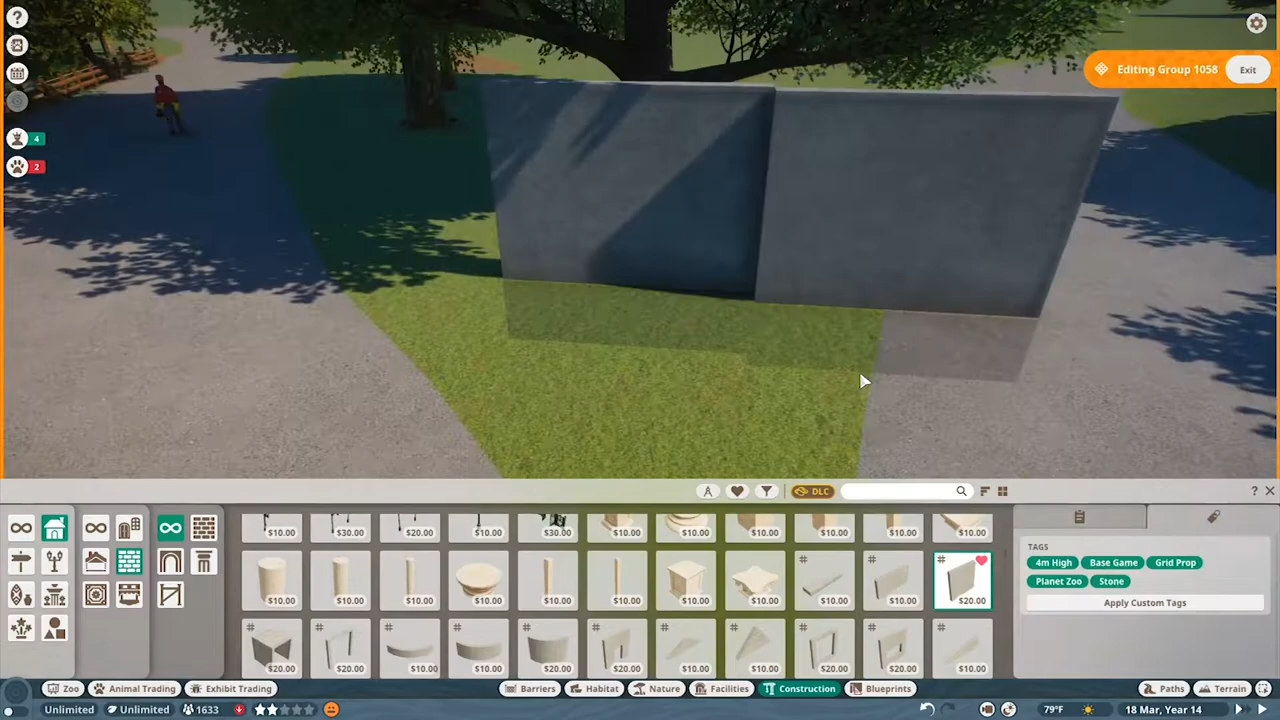 ?
Editing Group 1058 Exit
4
2
DLC
? ×
$10.00 $30.00 $20.00 $10.00 $30.00 $10.00 $10.00 $10.00 $10.00 $10.00 $10.00
$10.00 $10.00 $10.00 $10.00 $10.00 $10.00 $10.00 $10.00 $10.00 $10.00 $20.00
$20.00 $20.00 $10.00 $10.00 $20.00 $20.00 $10.00 $10.00 $20.00 $20.00 $10.00
TAGS
4m High Base Game Grid Prop
Planet Zoo Stone
Apply Custom Tags
Zoo Animal Trading Exhibit Trading Barriers Habitat Nature Facilities Construction Blueprints Paths Terrain
Unlimited Unlimited 1633 79°F 18 Mar, Year 14